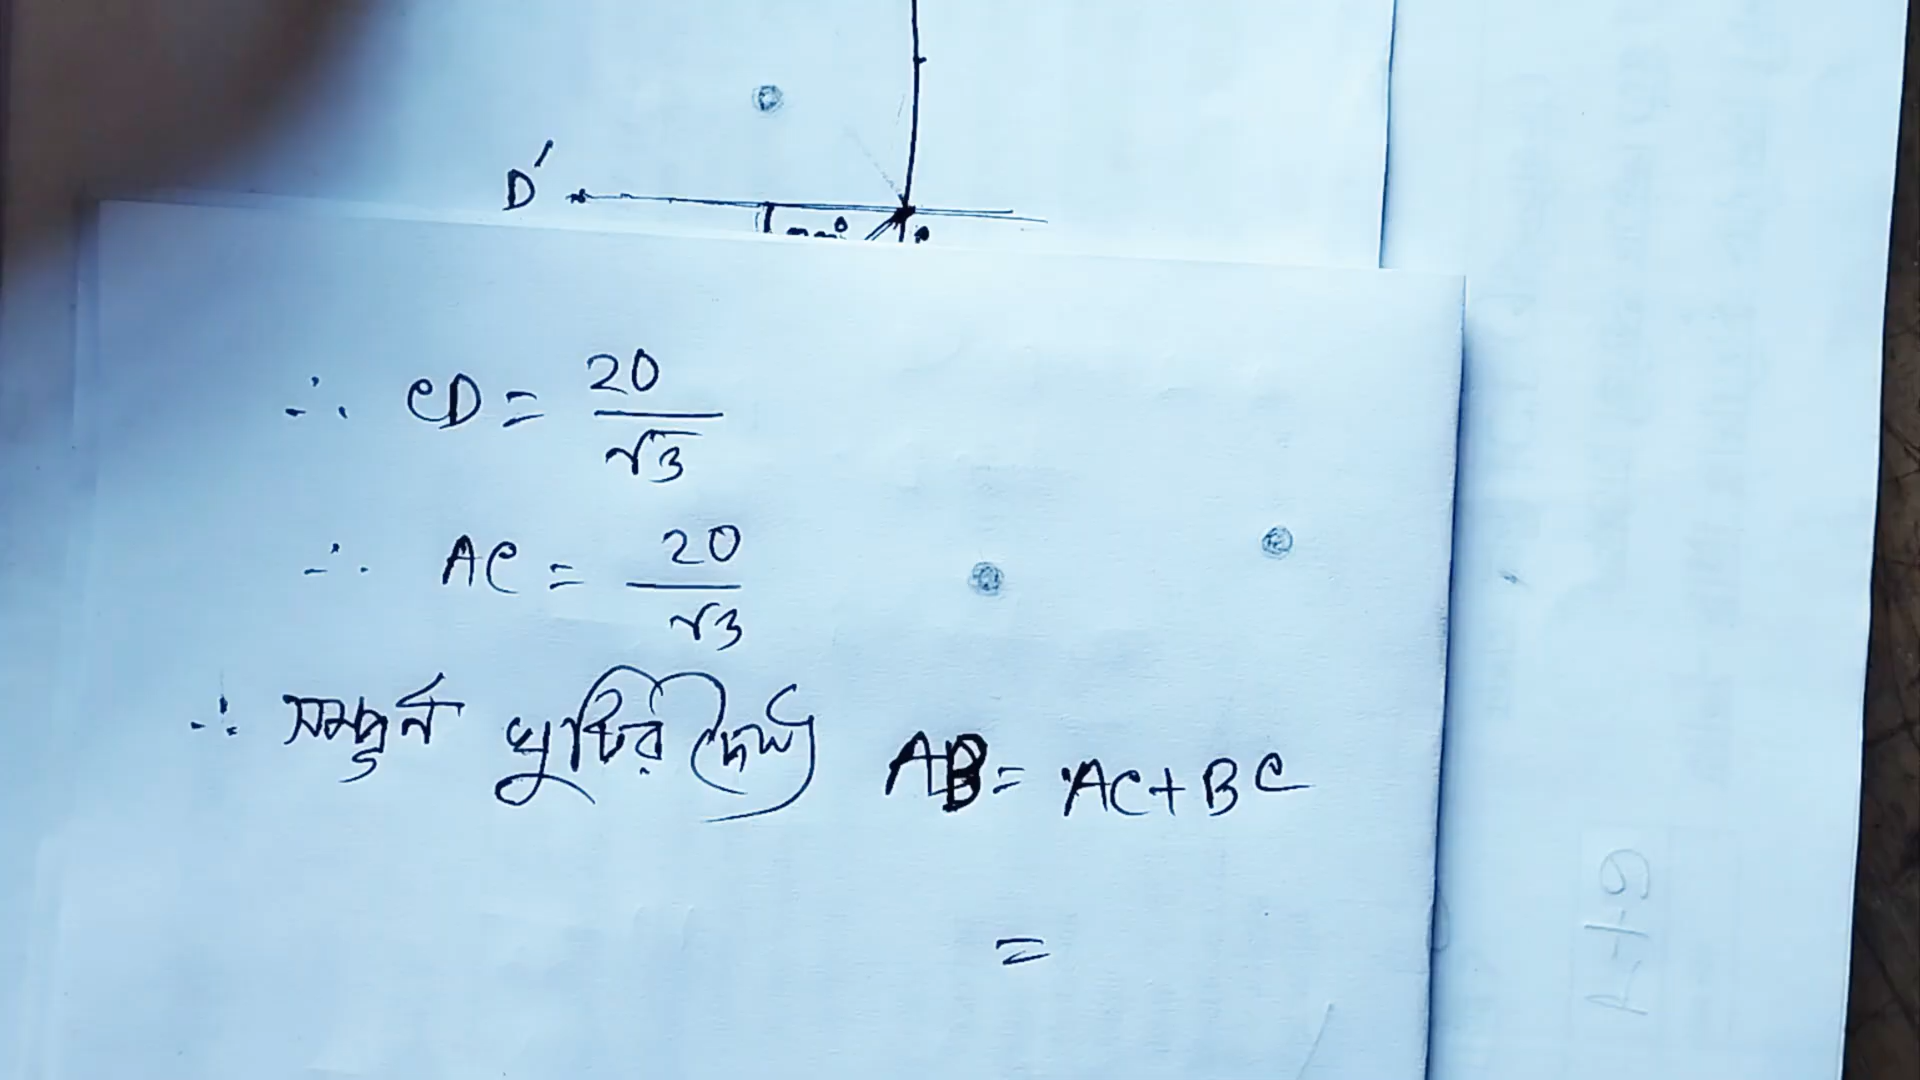 D′
∴ CD = 20/√3
∴ AC = 20/√3
∴ সম্পূর্ন খুটির দৈর্ঘ্য AB = AC + BC
=